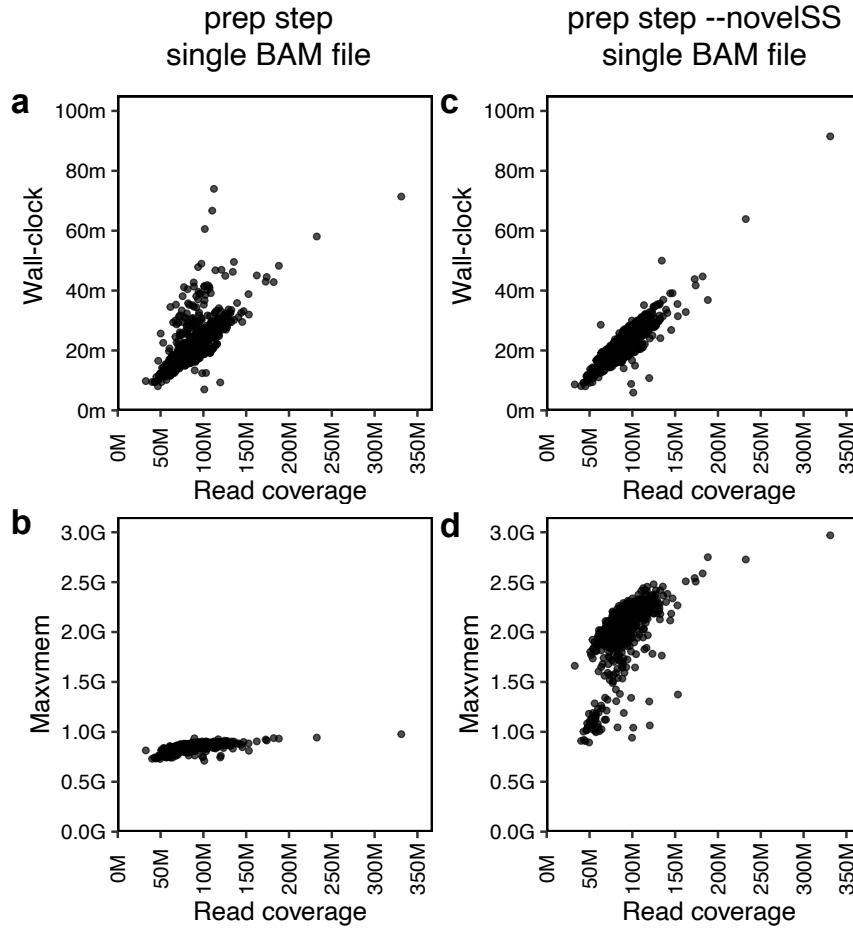 prep step
single BAM file
prep step --novelSS
single BAM file
a
c
100m
80m
60m
40m
20m
0m
Wall-clock
0M
50M
100M
150M
200M
250M
300M
350M
Read coverage
100m
80m
60m
40m
20m
0m
Wall-clock
50M
100M
150M
200M
250M
300M
350M
Read coverage
b
d
3.0G
2.5G
2.0G
1.5G
1.0G
0.5G
0.0G
Maxvmem
0M
50M
100M
150M
200M
250M
300M
350M
Read coverage
3.0G
2.5G
2.0G
1.5G
1.0G
0.5G
0.0G
Maxvmem
50M
100M
150M
200M
250M
300M
350M
Read coverage